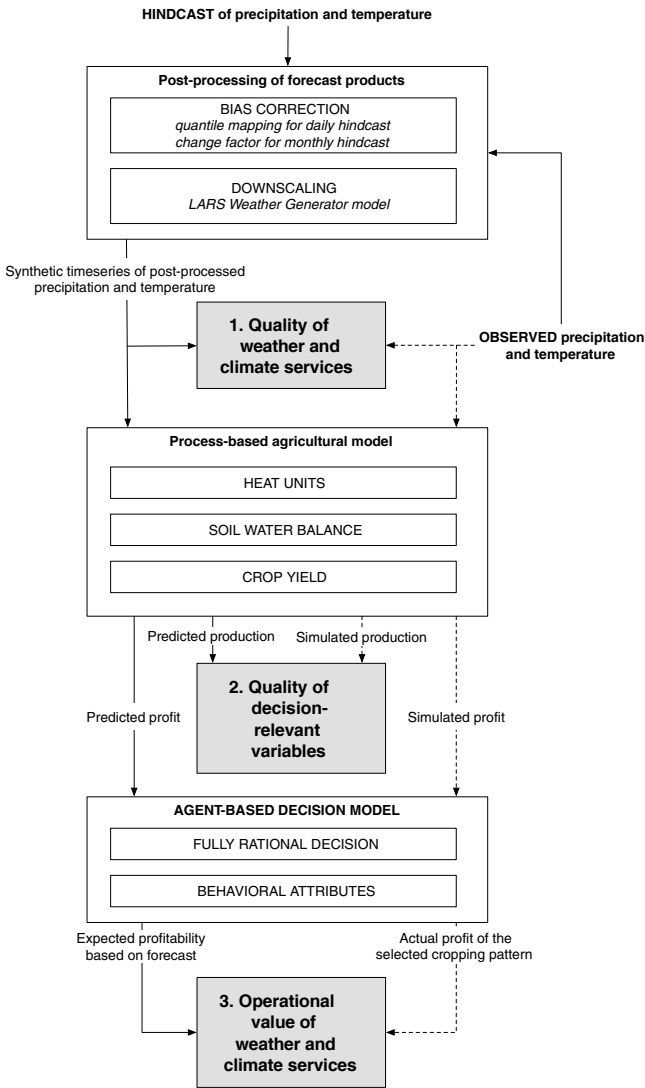 HINDCAST of precipitation and temperature
Post-processing of forecast products
BIAS CORRECTION
quantile mapping for daily hindcast
change factor for monthly hindcast
DOWNSCALING
LARS Weather Generator model
Synthetic timeseries of post-processed
precipitation and temperature
1. Quality of
weather and
climate services
OBSERVED precipitation
and temperature
Process-based agricultural model
HEAT UNITS
SOIL WATER BALANCE
CROP YIELD
Predicted production
Simulated production
2. Quality of
decision-
relevant
variables
Predicted profit
Simulated profit
AGENT-BASED DECISION MODEL
FULLY RATIONAL DECISION
BEHAVIORAL ATTRIBUTES
Expected profitability
based on forecast
Actual profit of the
selected cropping pattern
3. Operational
value of
weather and
climate services